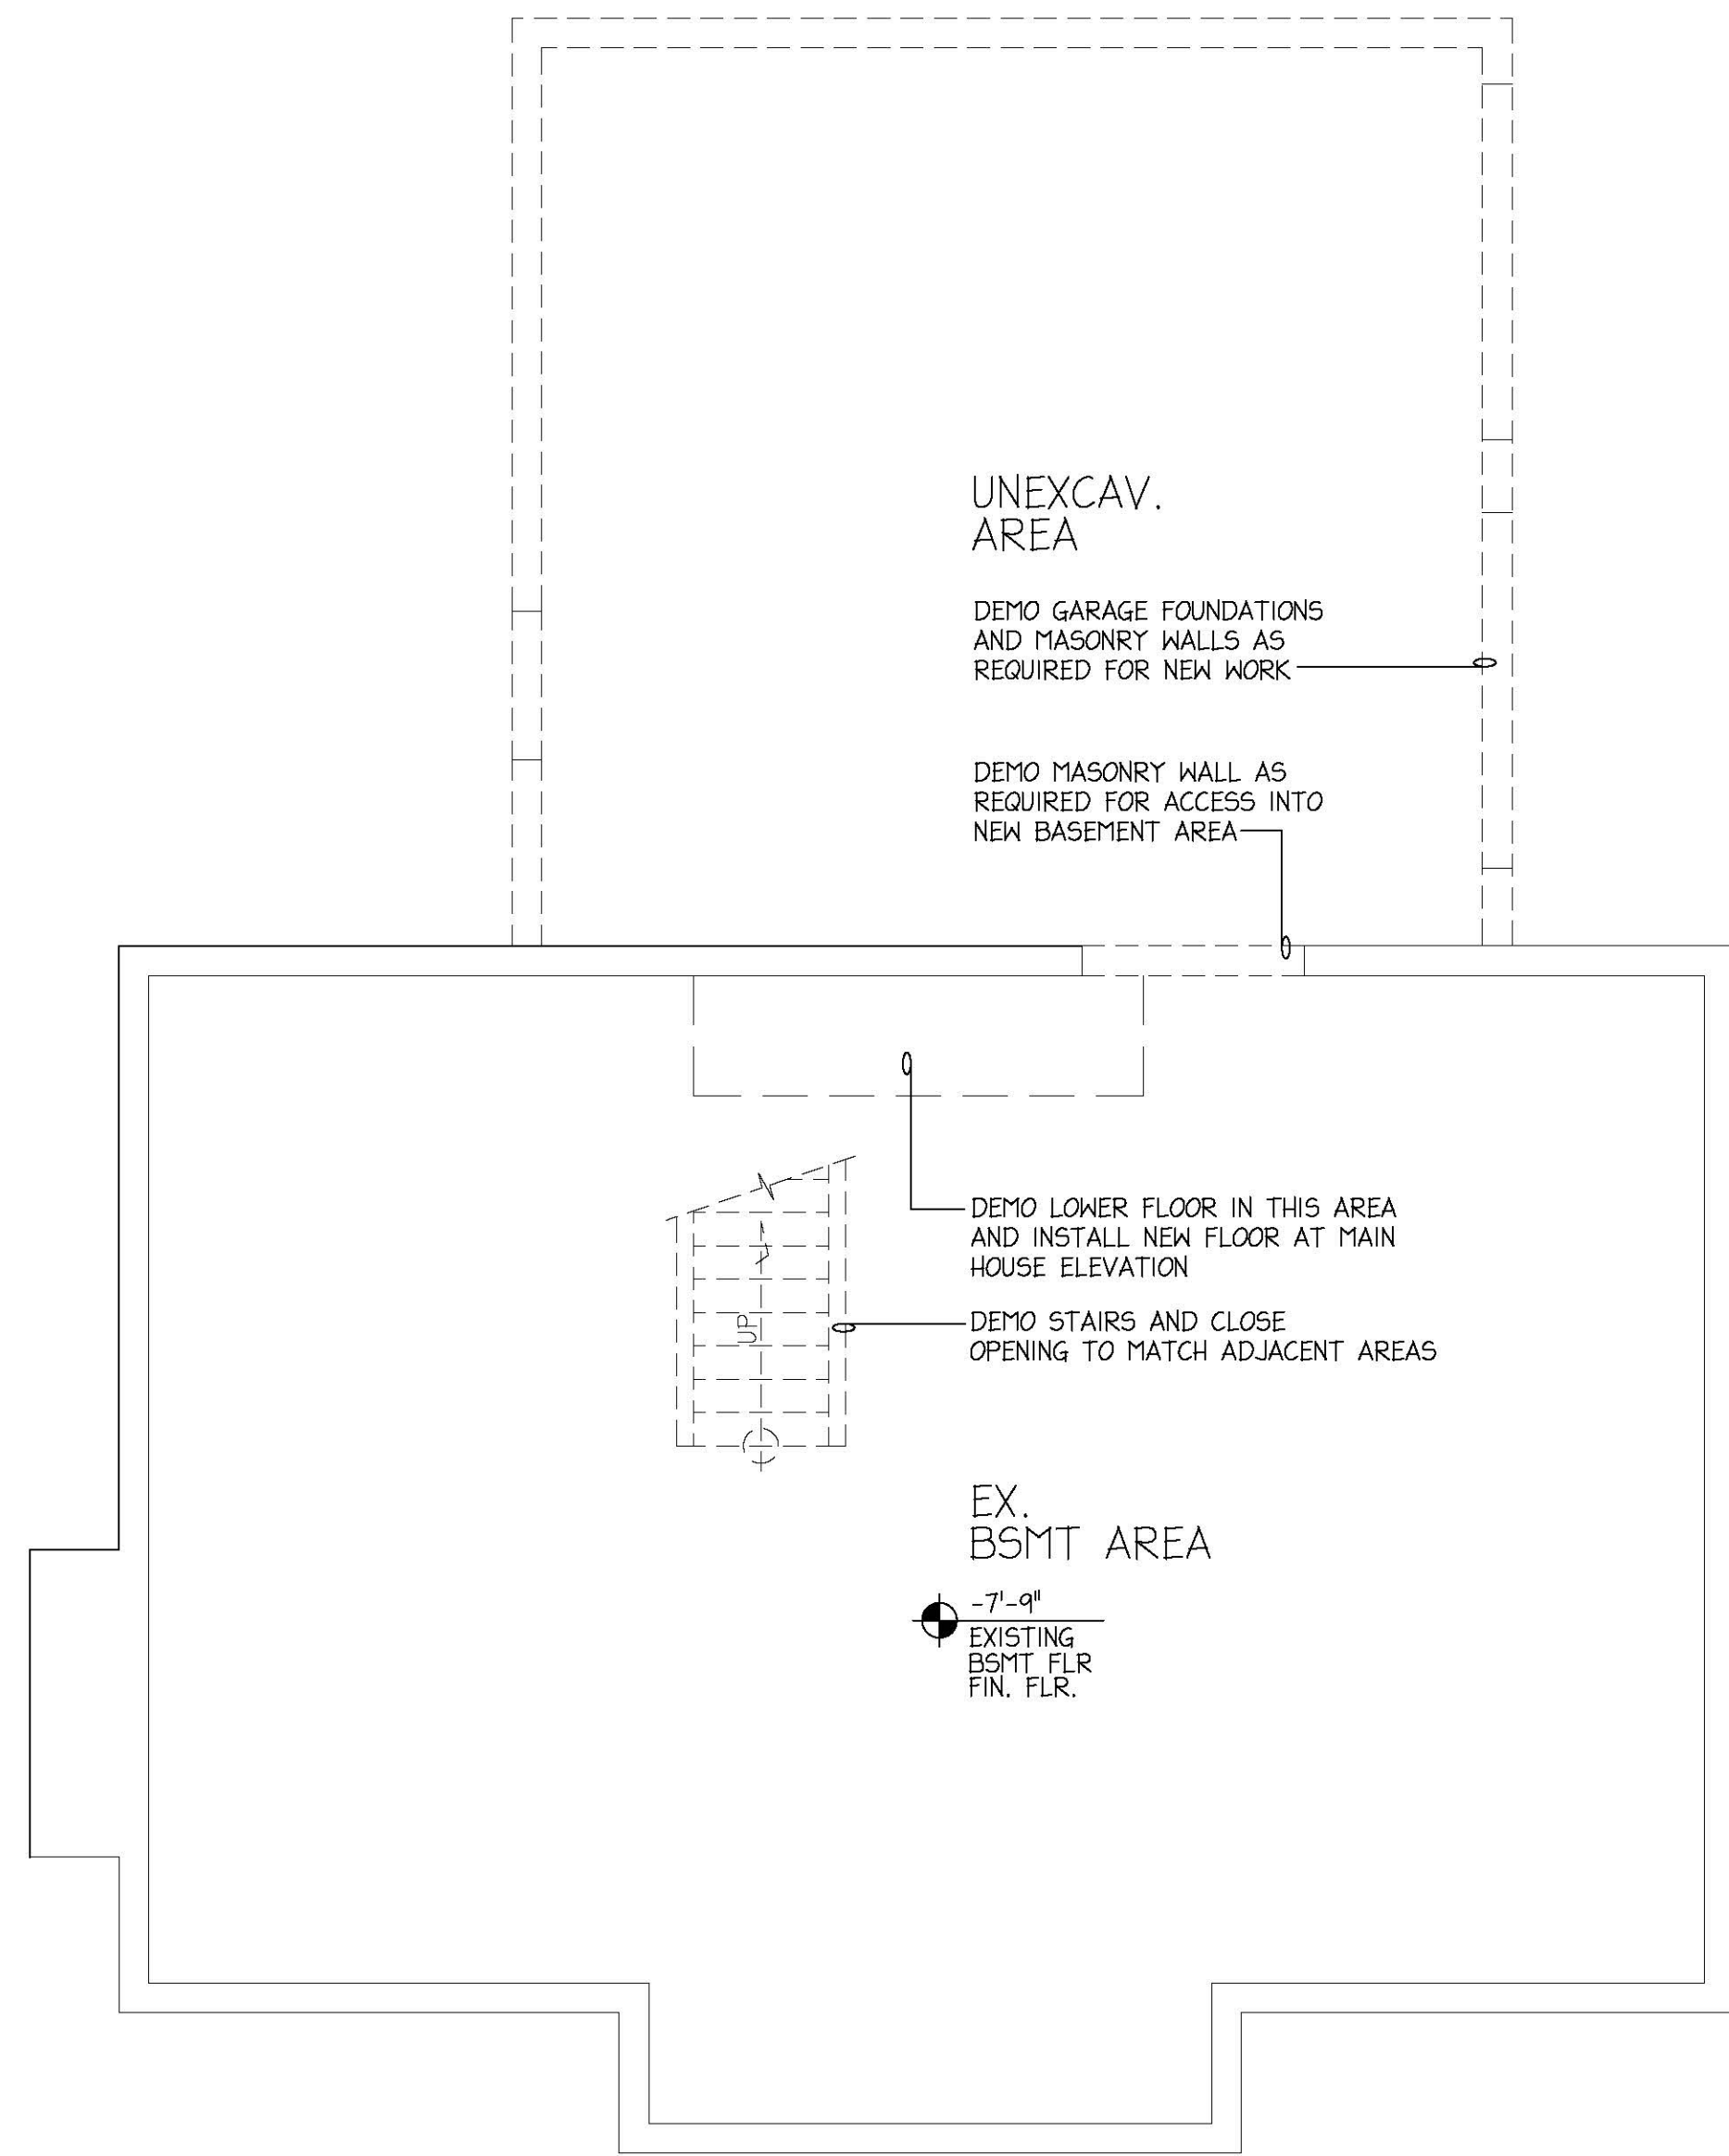 UNEXCAV.
AREA
DEMO GARAGE FOUNDATIONS
AND MASONRY WALLS AS
REQUIRED FOR NEW WORK
DEMO MASONRY WALL AS
REQUIRED FOR ACCESS INTO
NEW BASEMENT AREA
DEMO LOWER FLOOR IN THIS AREA
AND INSTALL NEW FLOOR AT MAIN
HOUSE ELEVATION
UP
DEMO STAIRS AND CLOSE
OPENING TO MATCH ADJACENT AREAS
EX.
BSMT AREA
-7'-9"
EXISTING
BSMT FLR
FIN. FLR.